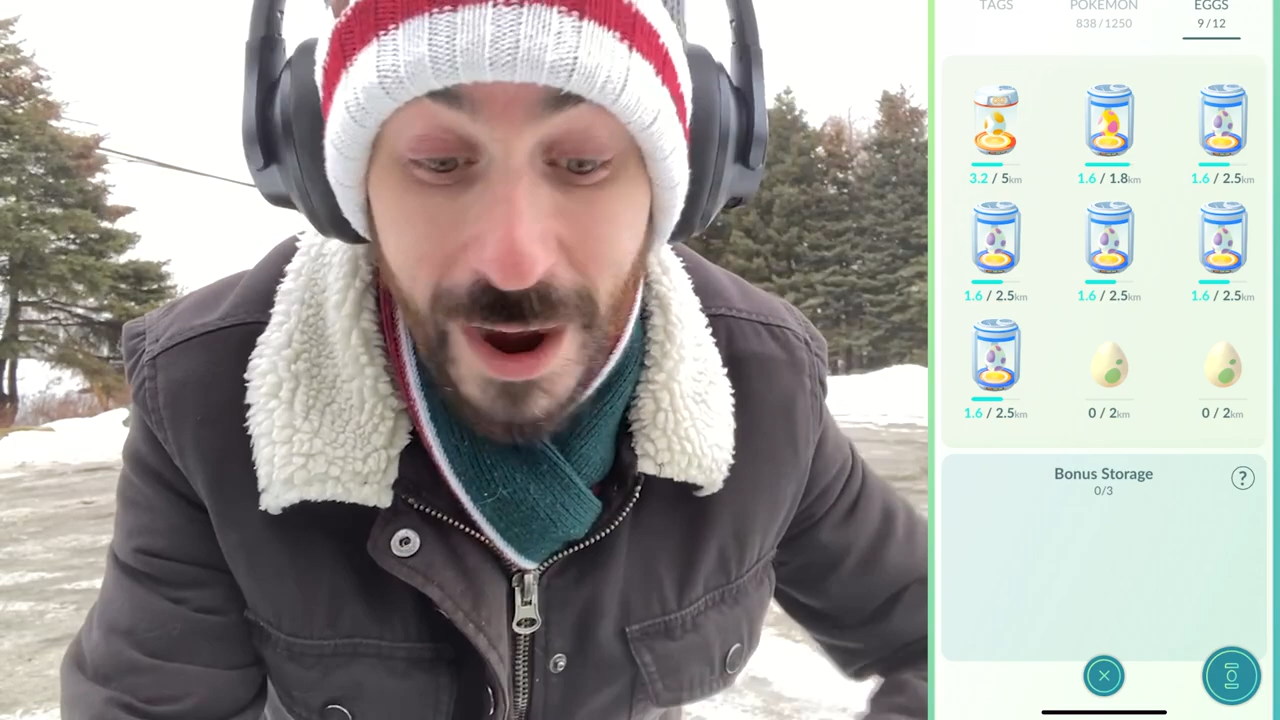 TAGS
POKÉMON
838 / 1250
EGGS
9 / 12
3.2 / 5km
1.6 / 1.8km
1.6 / 2.5km
1.6 / 2.5km
1.6 / 2.5km
1.6 / 2.5km
1.6 / 2.5km
0 / 2km
0 / 2km
Bonus Storage
0/3
?